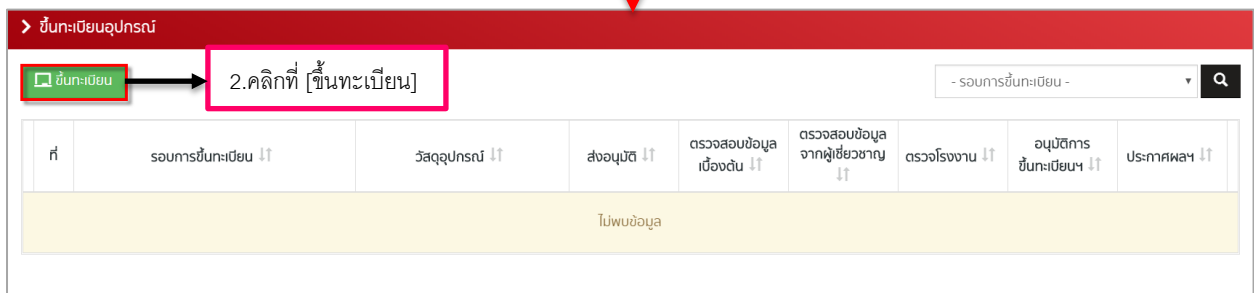 ขึ้นทะเบียนอุปกรณ์
ขึ้นทะเบียน
2.คลิกที่ [ขึ้นทะเบียน]
- รอบการขึ้นทะเบียน -
ที่
รอบการขึ้นทะเบียน
วัสดุอุปกรณ์
ส่งอนุมัติ
ตรวจสอบข้อมูล
เบื้องต้น
ตรวจสอบข้อมูล
จากผู้เชี่ยวชาญ
ตรวจโรงงาน
อนุมัติการ
ขึ้นทะเบียนฯ
ประกาศผลฯ
ไม่พบข้อมูล